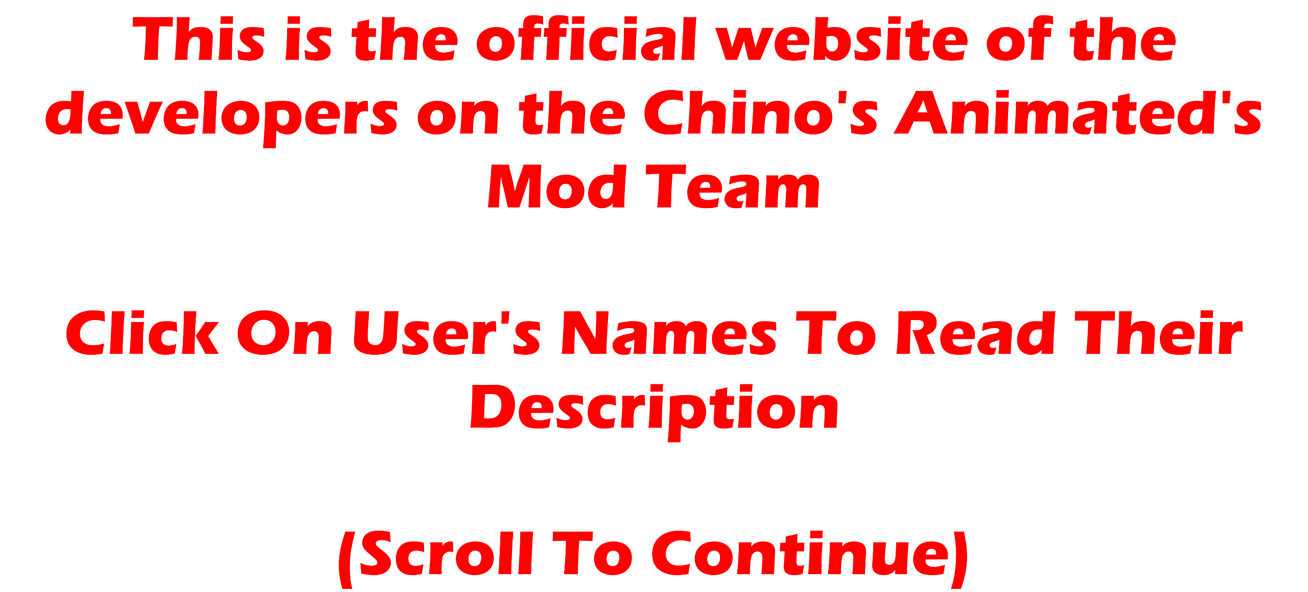 This is the official website of the
developers on the Chino's Animated's
Mod Team
Click On User's Names To Read Their
Description
(Scroll To Continue)